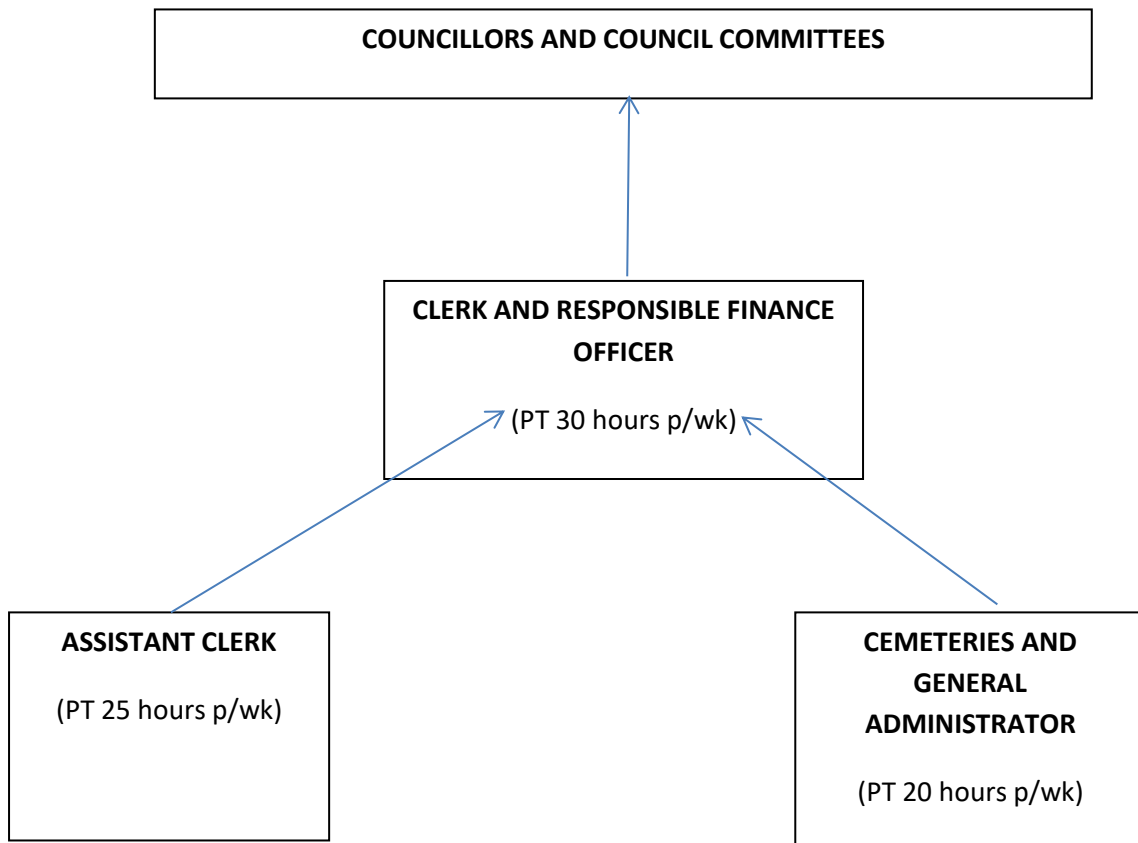 COUNCILLORS AND COUNCIL COMMITTEES
CLERK AND RESPONSIBLE FINANCE
OFFICER
(PT 30 hours p/wk)
ASSISTANT CLERK
(PT 25 hours p/wk)
CEMETERIES AND
GENERAL
ADMINISTRATOR
(PT 20 hours p/wk)